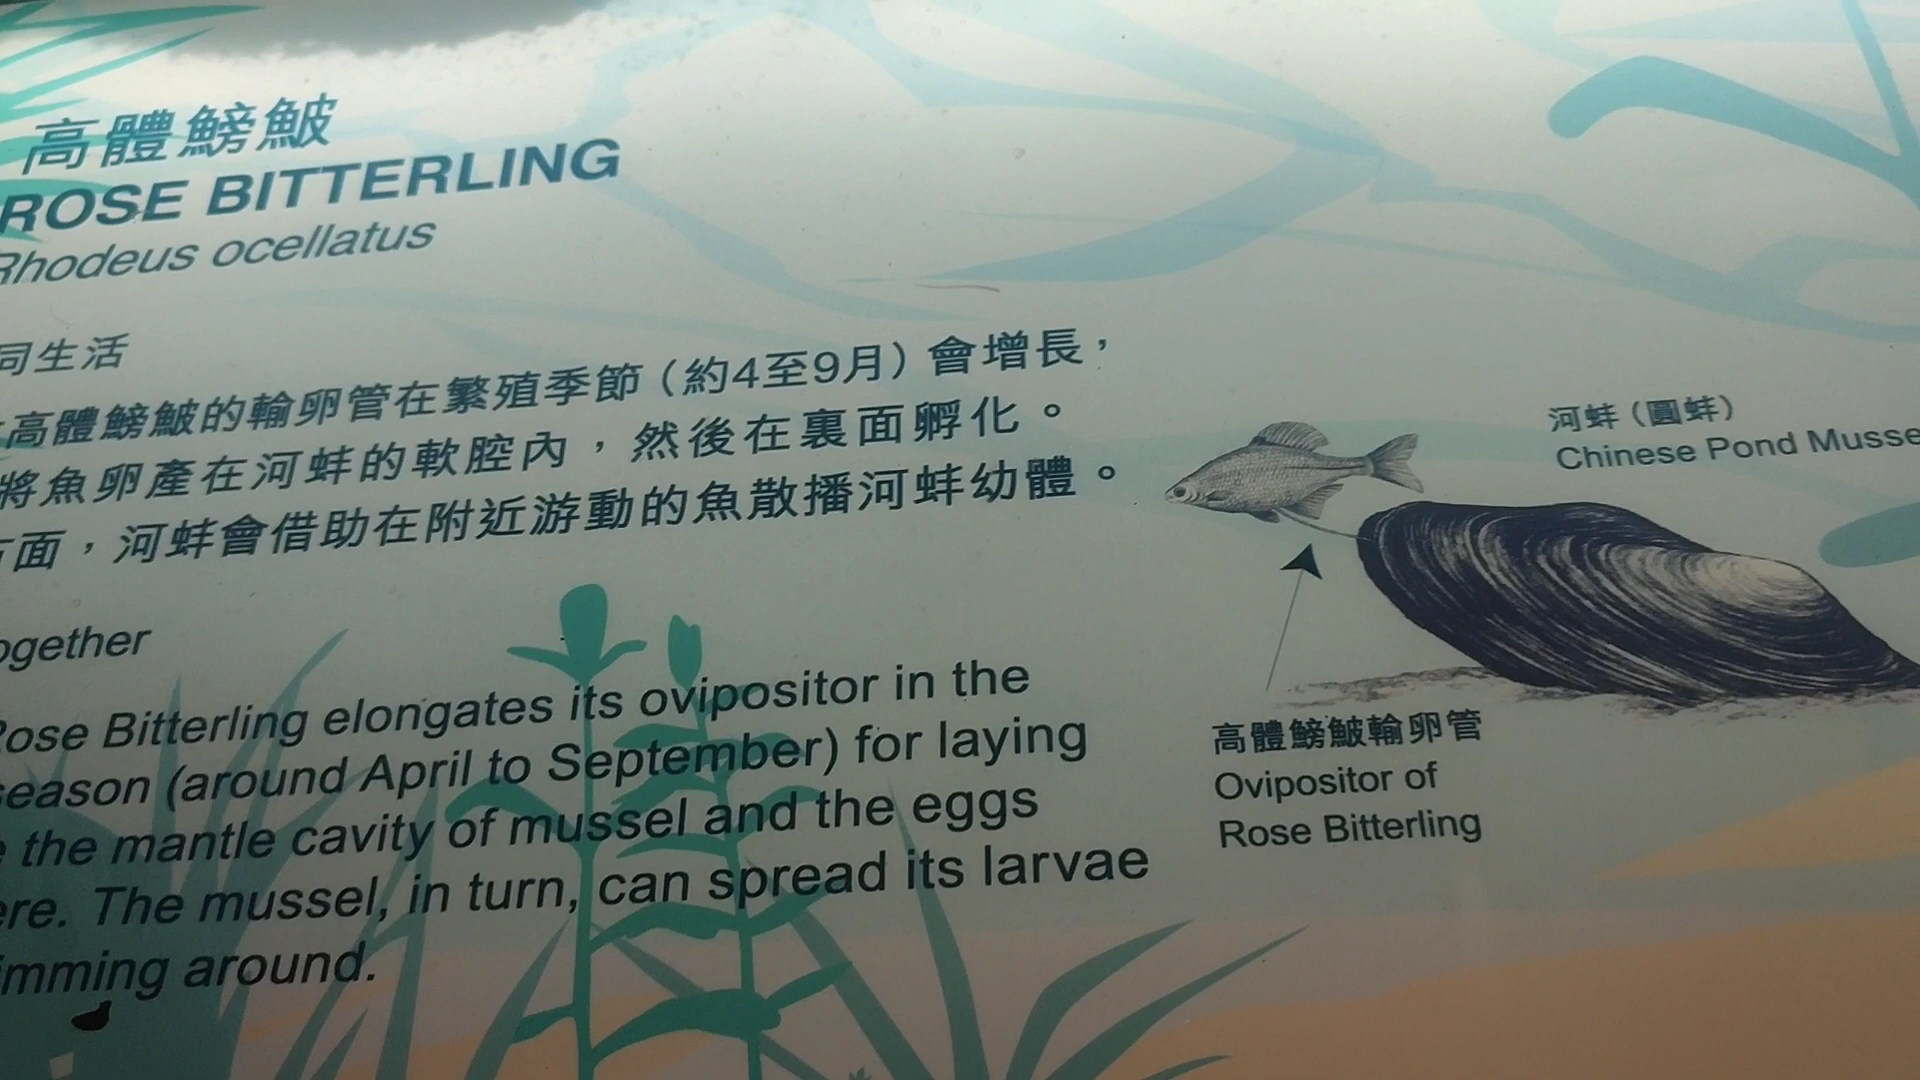 高體鰟鮍
ROSE BITTERLING
Rhodeus ocellatus
同生活
高體鰟鮍的輸卵管在繁殖季節（約4至9月）會增長，
將魚卵產在河蚌的軟腔內，然後在裏面孵化。
面，河蚌會借助在附近游動的魚散播河蚌幼體。
ogether
Rose Bitterling elongates its ovipositor in the
season (around April to September) for laying
the mantle cavity of mussel and the eggs
ere. The mussel, in turn, can spread its larvae
imming around.
河蚌（圓蚌）
Chinese Pond Musse
高體鰟鮍輸卵管
Ovipositor of
Rose Bitterling